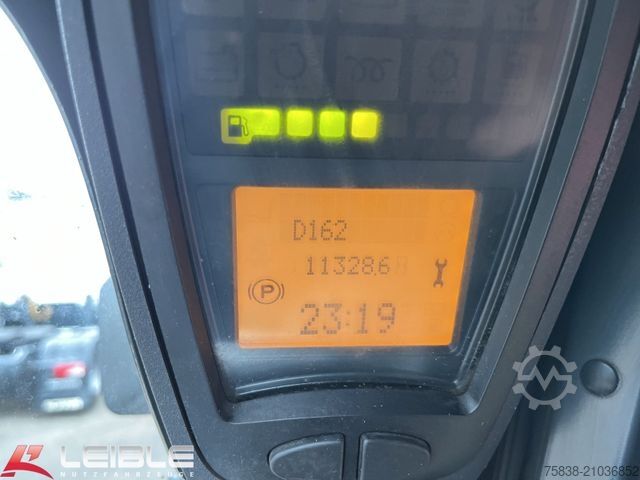 D162
11328.6
P
23:19
LEIBLE
NUTZFAHRZEUGE
75838-21036852